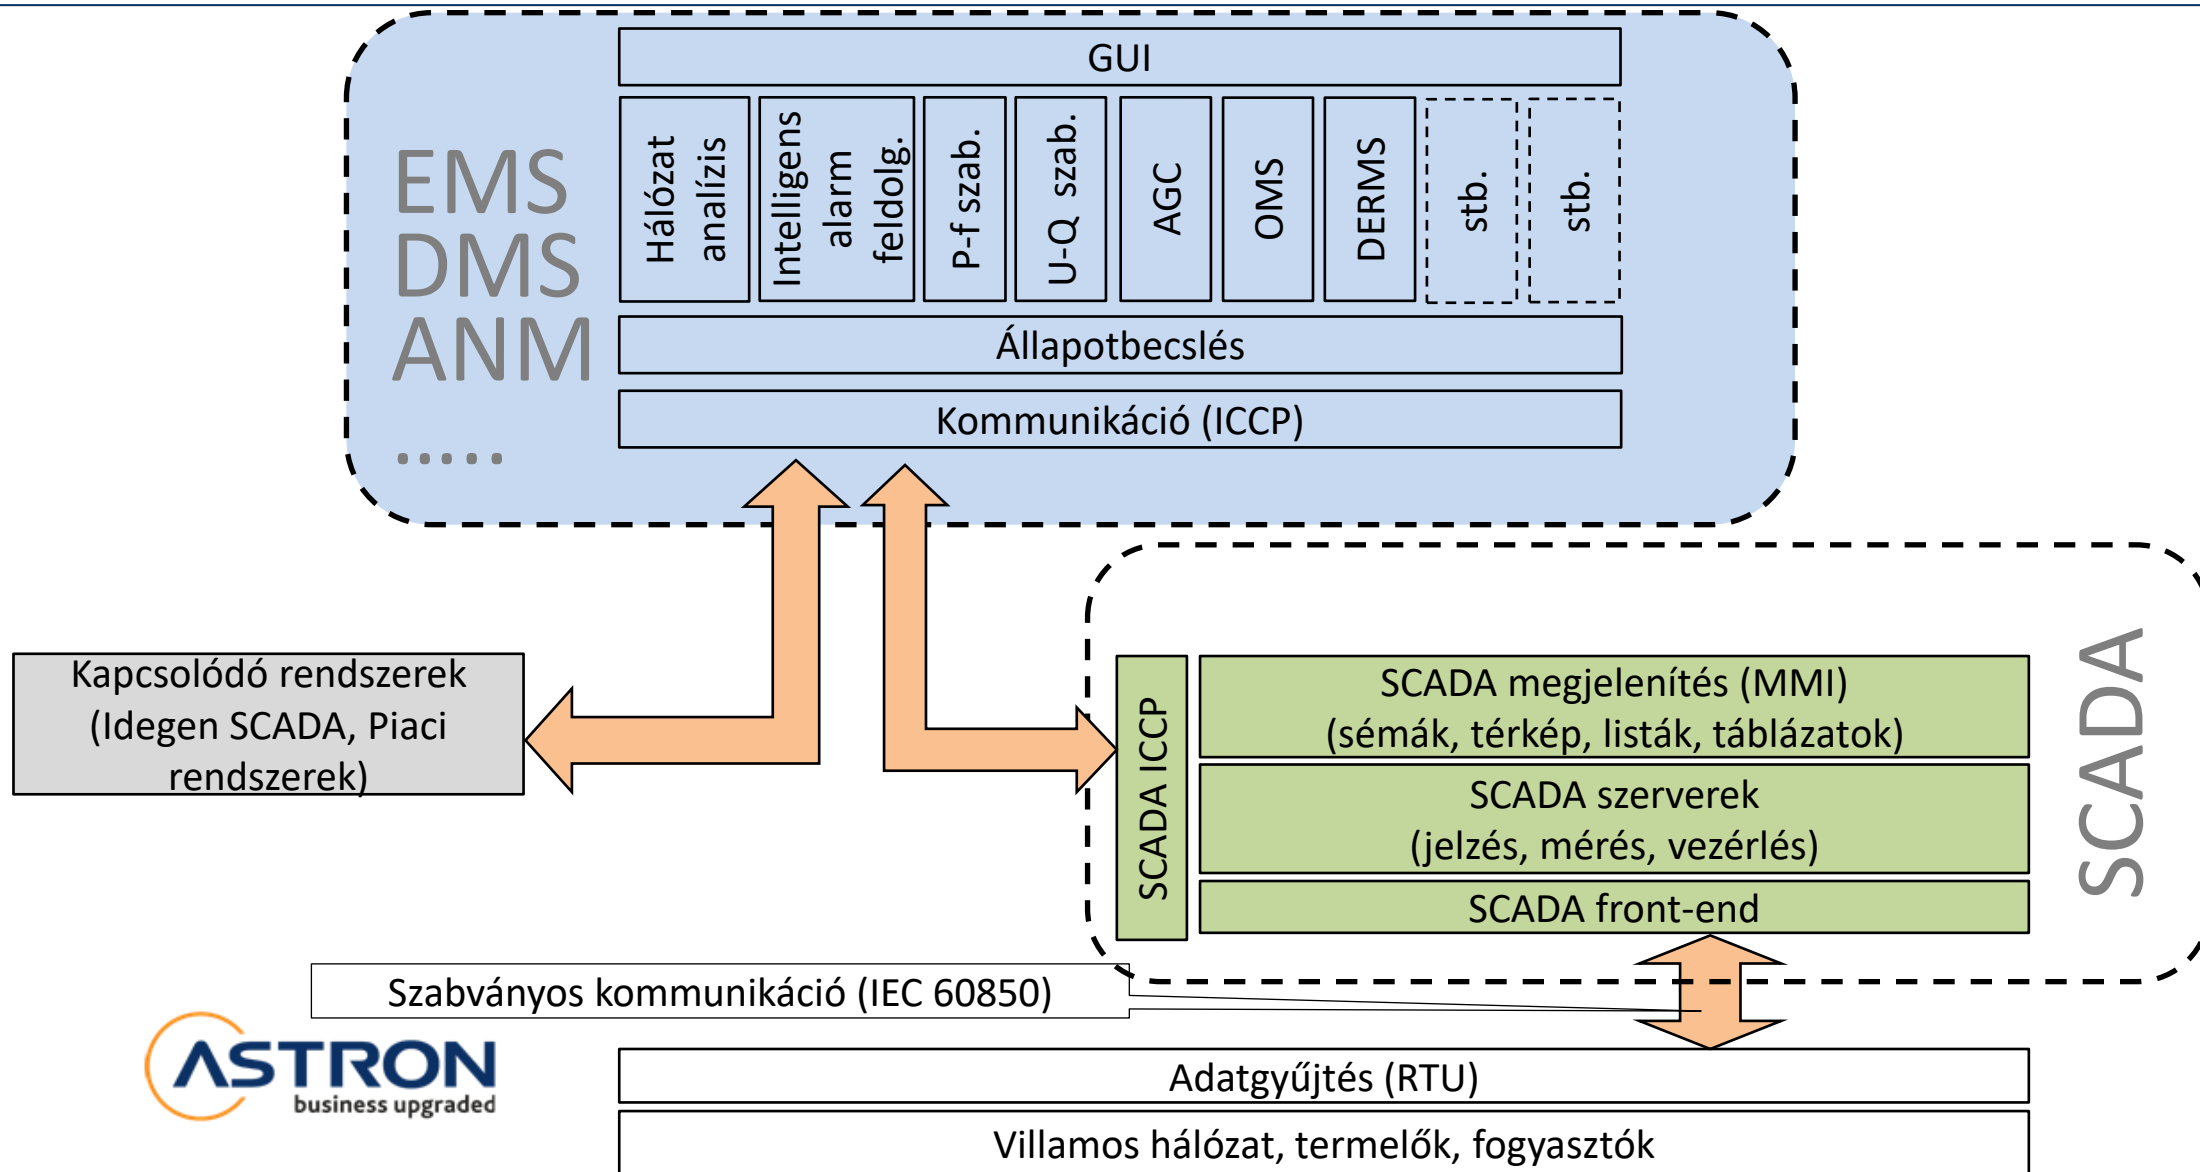 GUI
EMS
DMS
ANM
.....
Hálózat
analízis
Intelligens
alarm
feldolg.
P-f szab.
U-Q szab.
AGC
OMS
DERMS
stb.
stb.
Állapotbecslés
Kommunikáció (ICCP)
Kapcsolódó rendszerek
(Idegen SCADA, Piaci
rendszerek)
SCADA ICCP
SCADA megjelenítés (MMI)
(sémák, térkép, listák, táblázatok)
SCADA szerverek
(jelzés, mérés, vezérlés)
SCADA front-end
SCADA
Szabványos kommunikáció (IEC 60850)
ASTRON
business upgraded
Adatgyűjtés (RTU)
Villamos hálózat, termelők, fogyasztók